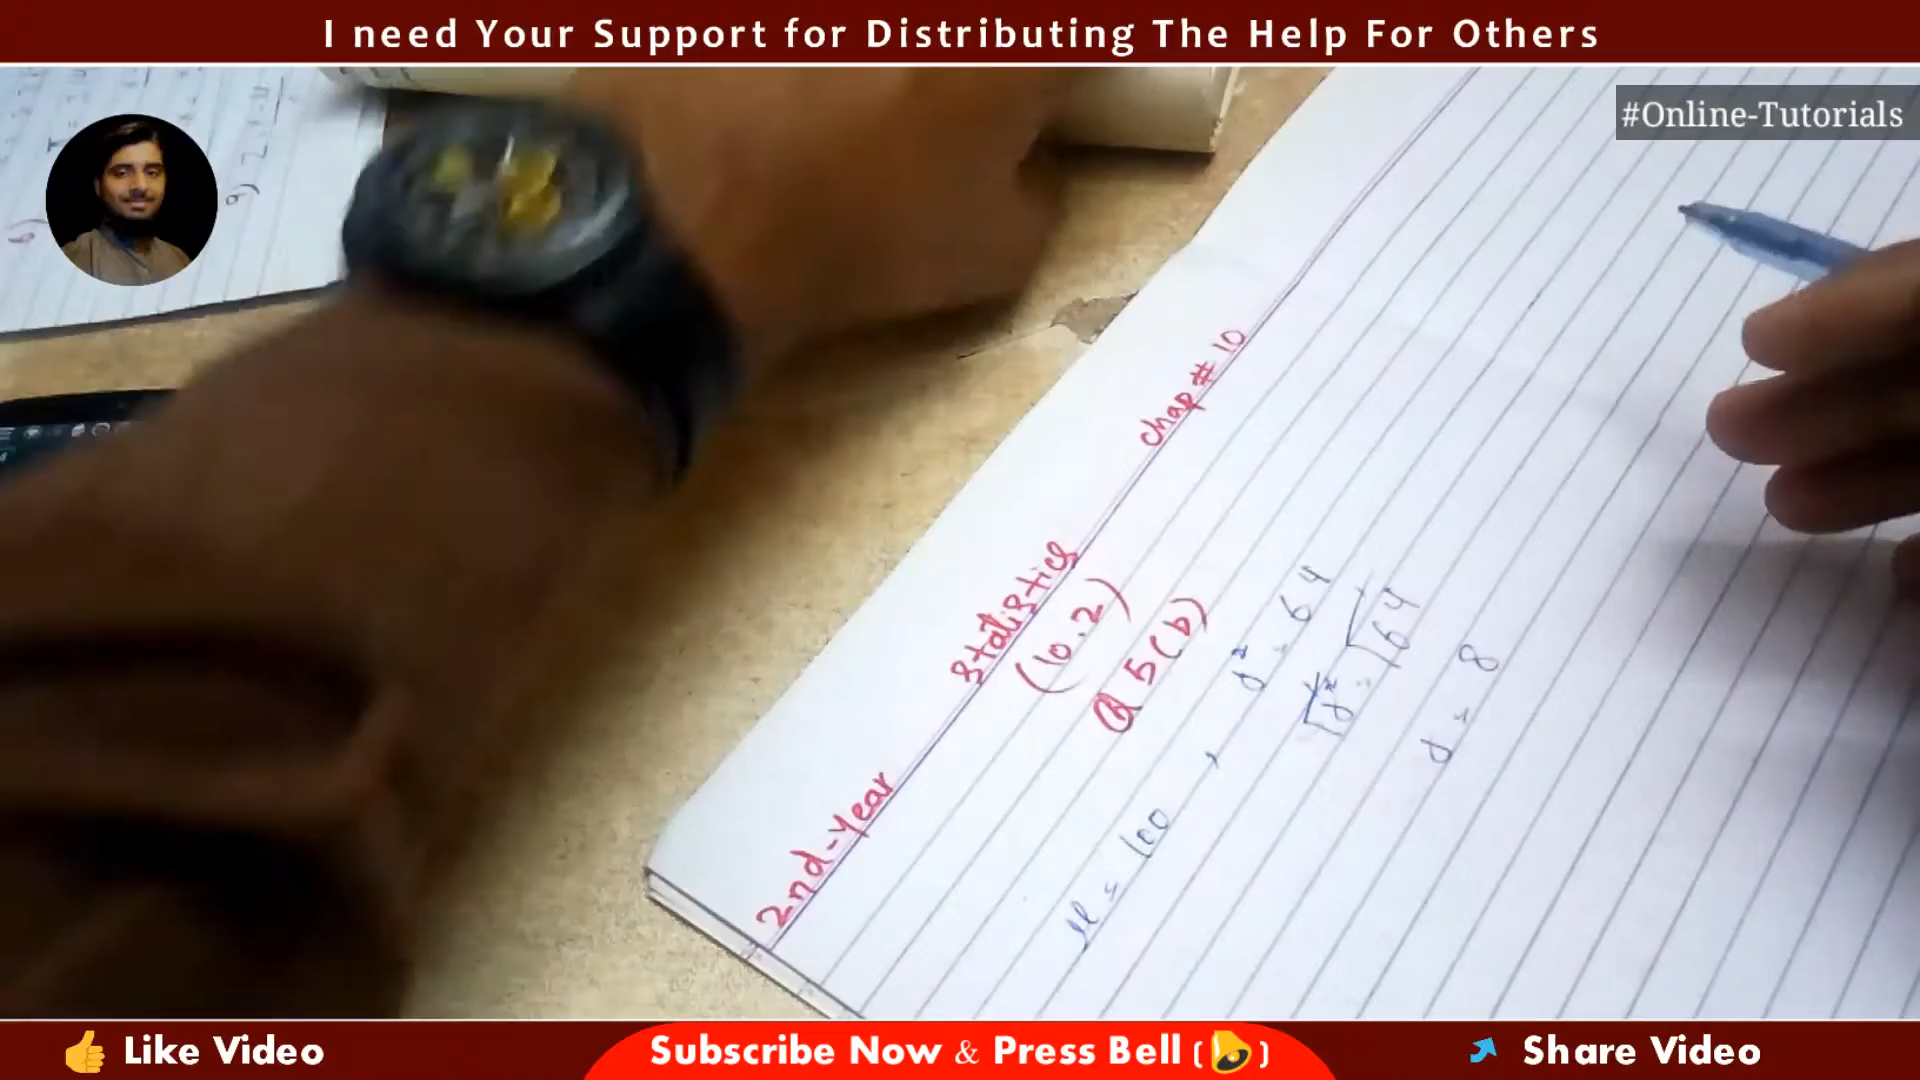 I need Your Support for Distributing The Help For Others
#Online-Tutorials
2nd-Year Statistics Chap # 10
(10.2)
Q 5(b)
μ = 100 , σ² = 64
√σ² = √64
σ = 8
Like Video
Subscribe Now & Press Bell ( )
Share Video